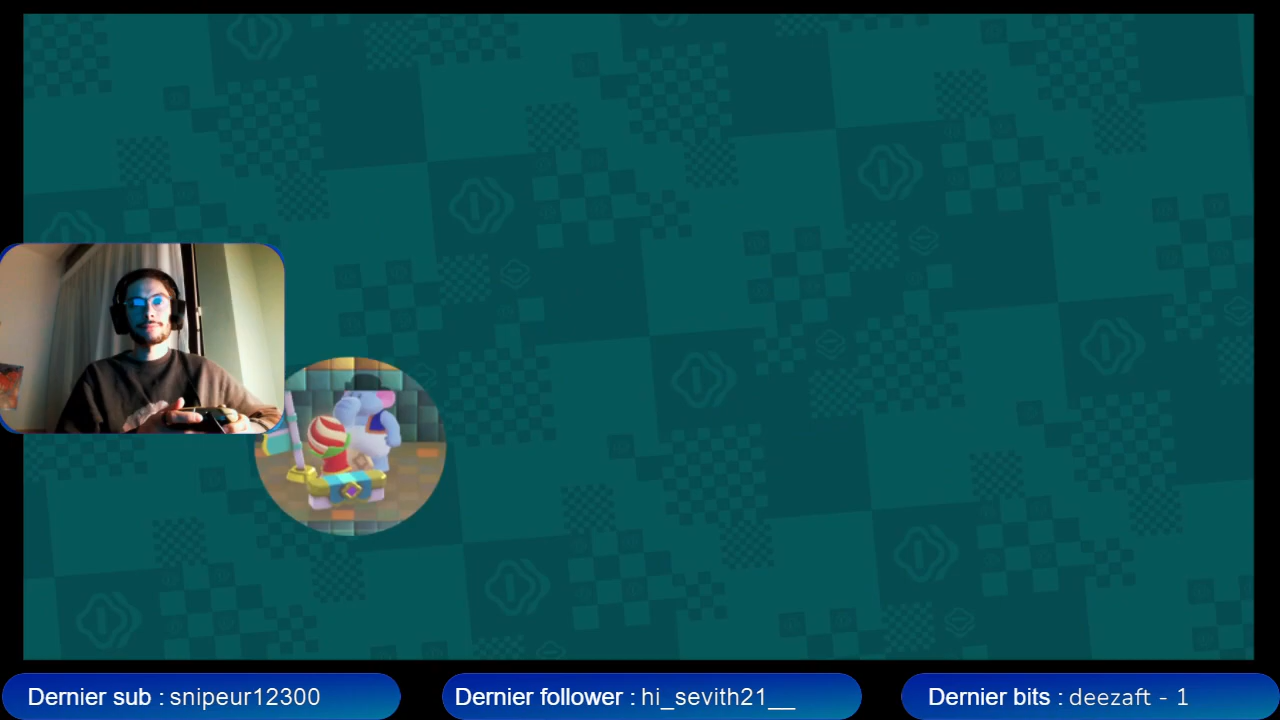 Dernier sub : snipeur12300
Dernier follower : hi_sevith21__
Dernier bits : deezaft - 1